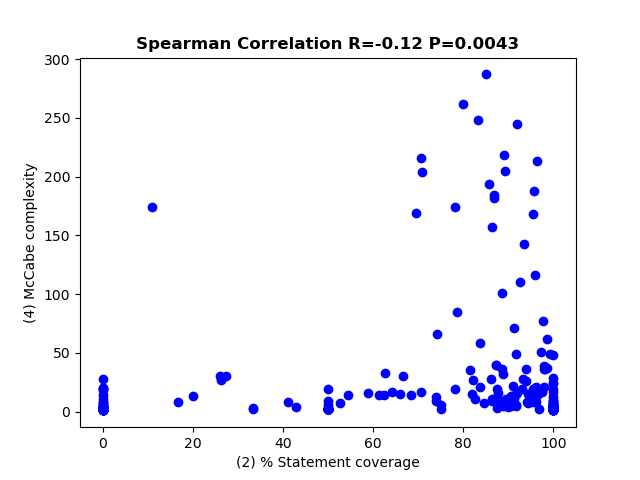 Spearman Correlation R=-0.12 P=0.0043
300
250
200
150
100
50
0
(4) McCabe complexity
0 20 40 60 80 100
(2) % Statement coverage